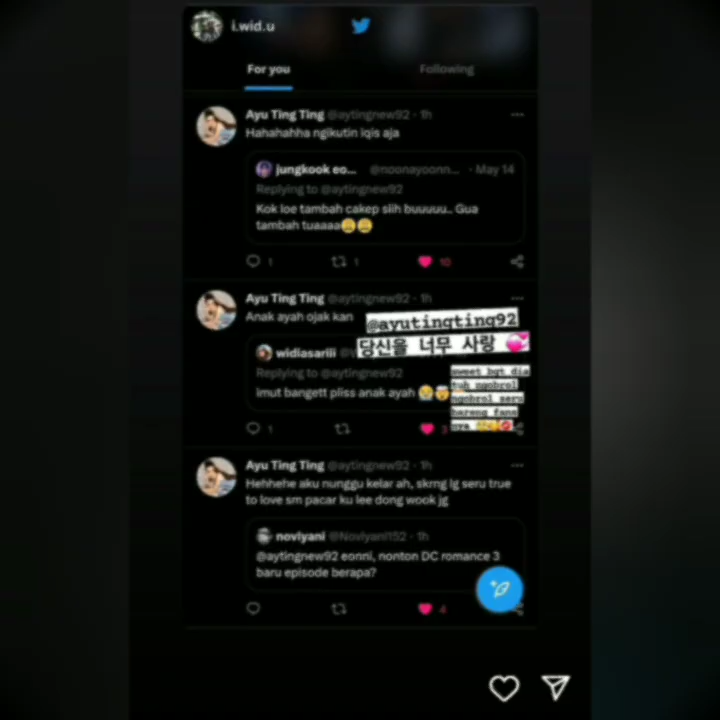 i.wid.u
For you
Following
Ayu Ting Ting @aytingnew92 · 1h
Hahahahha ngikutin iqis aja
jungkook eo... @noonayoonn... · May 14
Replying to @aytingnew92
Kok loe tambah cakep siih buuuuu.. Gua
tambah tuaaaa😩😩
1 1 10
Ayu Ting Ting @aytingnew92 · 1h
Anak ayah ojak kan
@ayutingting92
당신을 너무 사랑 💞
widiasariii
Replying to @aytingnew92
sweet bgt dia
tuh ngobrol
ngobrol seru
bareng fans
nya
imut bangett pliss anak ayah 😭🤯
1 3
Ayu Ting Ting @aytingnew92 · 1h
Hehhehe aku nunggu kelar ah, skrng lg seru true
to love sm pacar ku lee dong wook jg
noviyani @Noviyani152 · 1h
@aytingnew92 eonni, nonton DC romance 3
baru episode berapa?
4